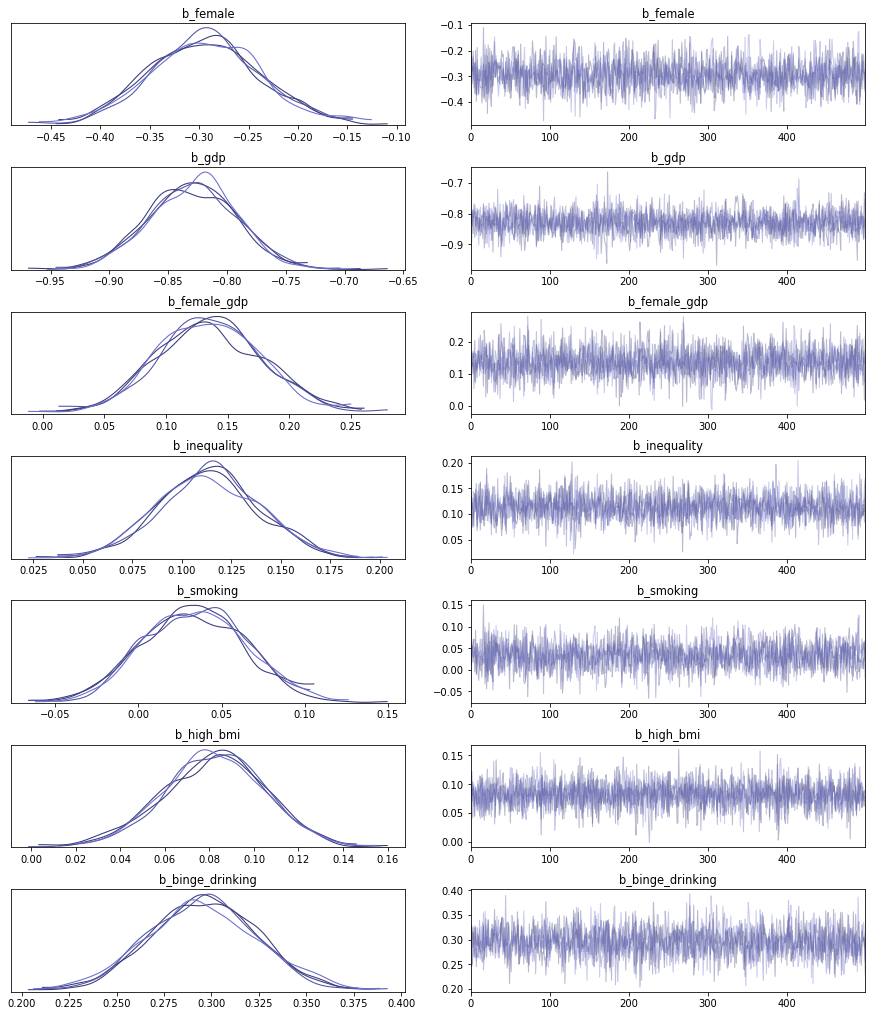 b_female b_female
−0.45 −0.40 −0.35 −0.30 −0.25 −0.20 −0.15 −0.10
−0.1
−0.2
−0.3
−0.4
0 100 200 300 400
b_gdp b_gdp
−0.95 −0.90 −0.85 −0.80 −0.75 −0.70 −0.65
−0.7
−0.8
−0.9
0 100 200 300 400
b_female_gdp b_female_gdp
0.00 0.05 0.10 0.15 0.20 0.25
0.2
0.1
0.0
0 100 200 300 400
b_inequality b_inequality
0.025 0.050 0.075 0.100 0.125 0.150 0.175 0.200
0.20
0.15
0.10
0.05
0 100 200 300 400
b_smoking b_smoking
−0.05 0.00 0.05 0.10 0.15
0.15
0.10
0.05
0.00
−0.05
0 100 200 300 400
b_high_bmi b_high_bmi
0.00 0.02 0.04 0.06 0.08 0.10 0.12 0.14 0.16
0.15
0.10
0.05
0.00
0 100 200 300 400
b_binge_drinking b_binge_drinking
0.200 0.225 0.250 0.275 0.300 0.325 0.350 0.375 0.400
0.40
0.35
0.30
0.25
0.20
0 100 200 300 400